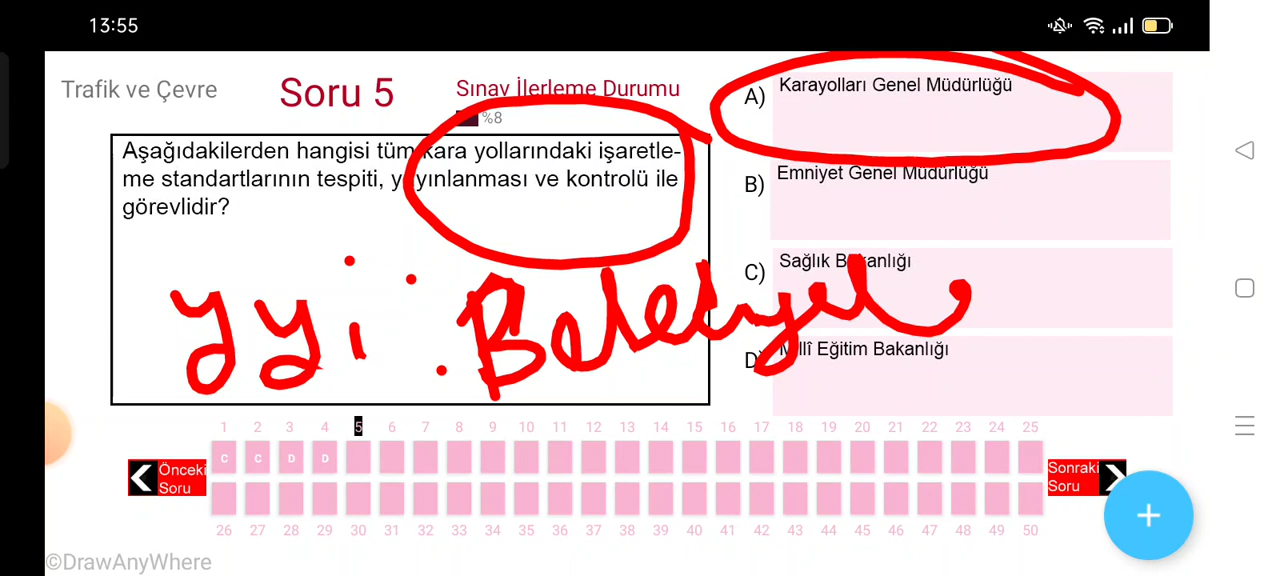 13:55
Trafik ve Çevre
Soru 5
Sınav İlerleme Durumu
%8
Aşağıdakilerden hangisi tüm kara yollarındaki işaretle-
me standartlarının tespiti, yayınlanması ve kontrolü ile
görevlidir?
A) Karayolları Genel Müdürlüğü
B) Emniyet Genel Müdürlüğü
C) Sağlık Bakanlığı
D) Millî Eğitim Bakanlığı
yyi :
1 2 3 4 5 6 7 8 9 10 11 12 13 14 15 16 17 18 19 20 21 22 23 24 25
C C D D
Önceki
Soru
Sonraki
Soru
26 27 28 29 30 31 32 33 34 35 36 37 38 39 40 41 42 43 44 45 46 47 48 49 50
©DrawAnyWhere